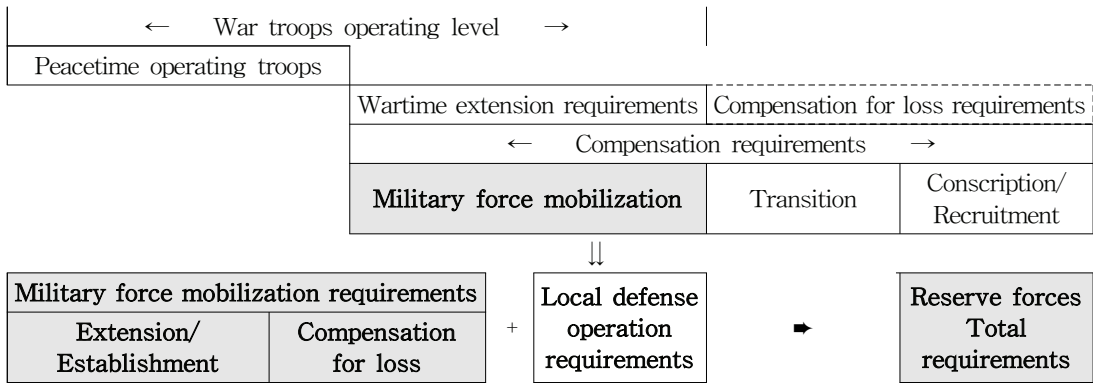 ← War troops operating level →
Peacetime operating troops
Wartime extension requirements Compensation for loss requirements
← Compensation requirements →
Military force mobilization Transition Conscription/
Recruitment
⇊
Military force mobilization requirements
Extension/
Establishment
Compensation
for loss
+
Local defense
operation
requirements
➨
Reserve forces
Total
requirements